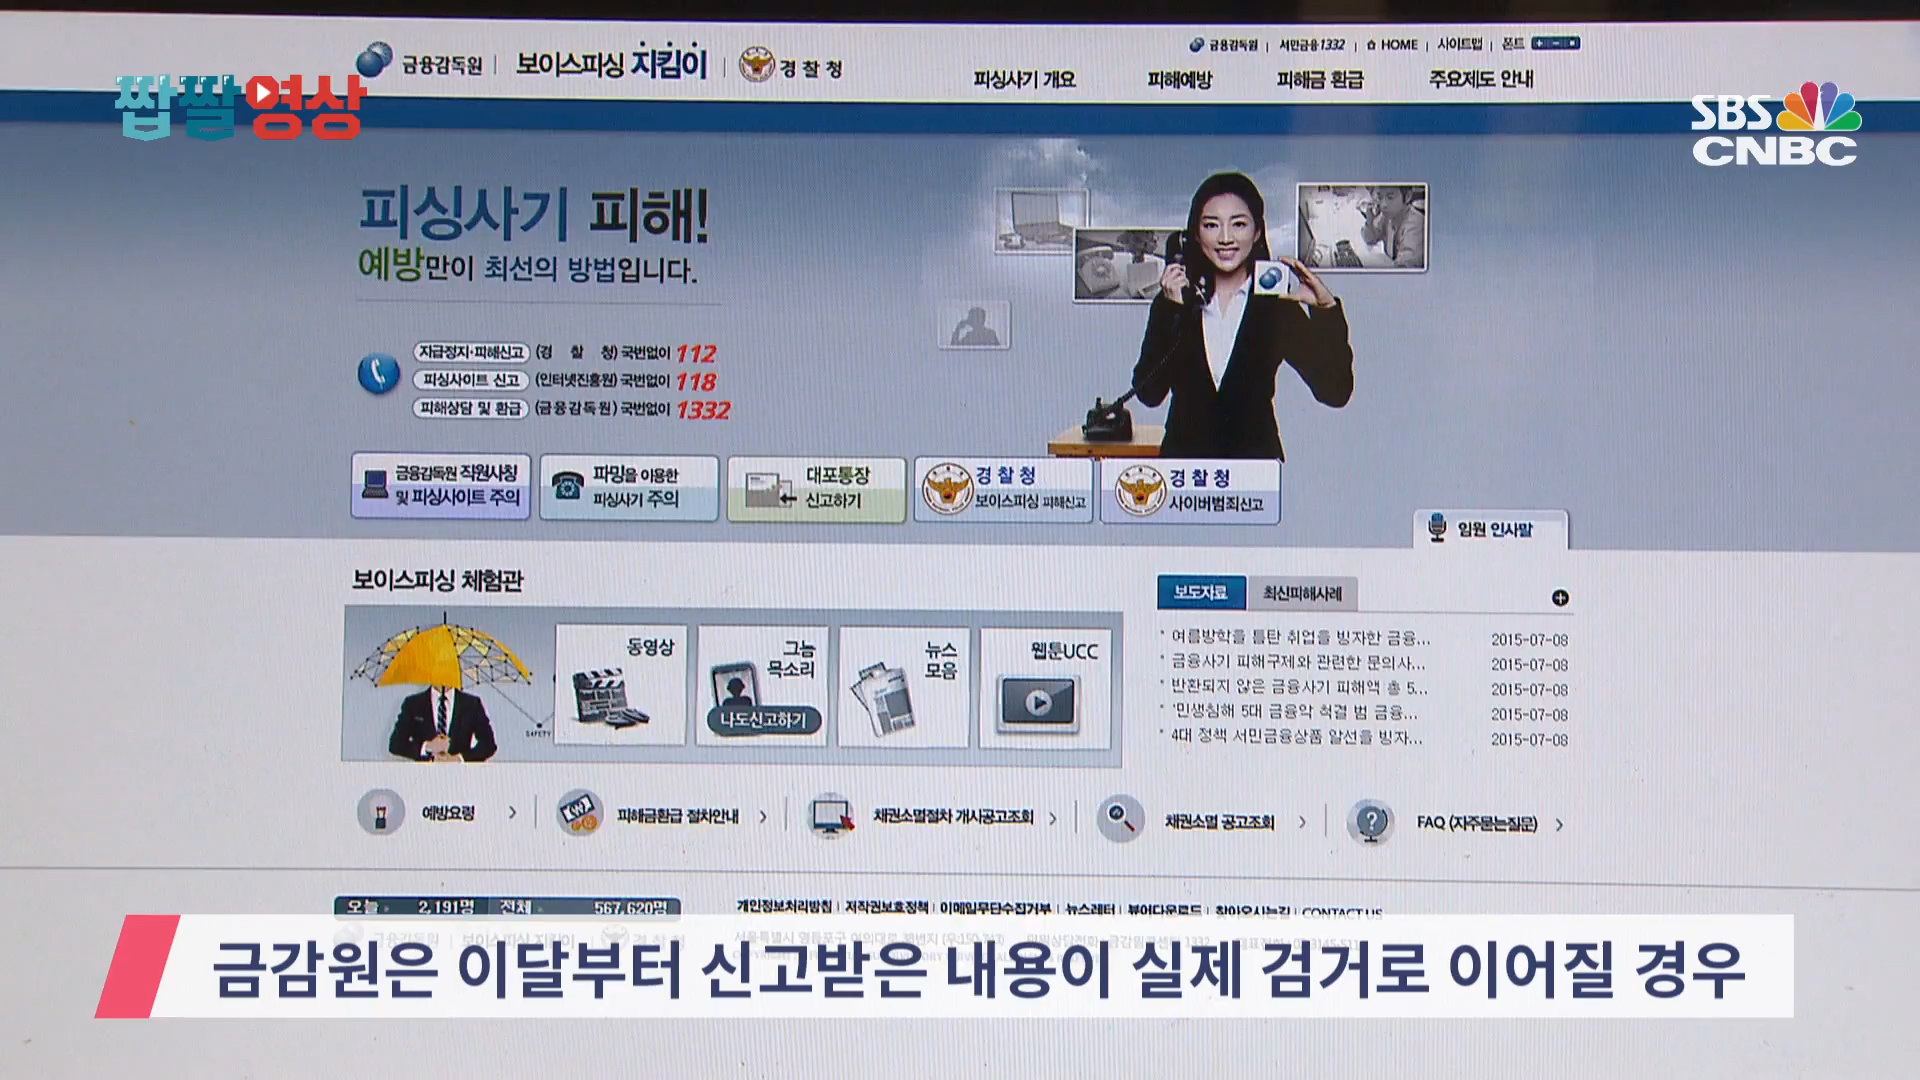 금융감독원 | 보이스피싱 지킴이 | 경찰청
금융감독원 | 서민금융1332 | HOME | 사이트맵 | 폰트
피싱사기 개요 피해예방 피해금 환급 주요제도 안내
짭짤영상
SBS
CNBC
피싱사기 피해!
예방만이 최선의 방법입니다.
지급정지·피해신고 (경 찰 청) 국번없이 112
피싱사이트 신고 (인터넷진흥원) 국번없이 118
피해상담 및 환급 (금융감독원) 국번없이 1332
금융감독원 직원사칭
및 피싱사이트 주의
파밍을 이용한
피싱사기 주의
대포통장
신고하기
경찰청
보이스피싱 피해신고
경찰청
사이버범죄신고
임원 인사말
보이스피싱 체험관
동영상
그놈
목소리
나도신고하기
뉴스
모음
웹툰UCC
SAFETY
보도자료 최신피해사례
여름방학을 틈탄 취업을 빙자한 금융... 2015-07-08
금융사기 피해구제와 관련한 문의사... 2015-07-08
반환되지 않은 금융사기 피해액 총 5... 2015-07-08
'민생침해 5대 금융악 척결 범 금융... 2015-07-08
4대 정책 서민금융상품 알선을 빙자... 2015-07-08
예방요령 피해금환급 절차안내 채권소멸절차 개시공고조회 채권소멸 공고조회 FAQ (자주묻는질문)
오늘 2,191명 전체 567,620명
개인정보처리방침 | 저작권보호정책 | 이메일무단수집거부 | 뉴스레터 | 뷰어다운로드 | 찾아오시는길 | CONTACT US
금융감독원 | 보이스피싱 지킴이 | 경찰청
금감원은 이달부터 신고받은 내용이 실제 검거로 이어질 경우